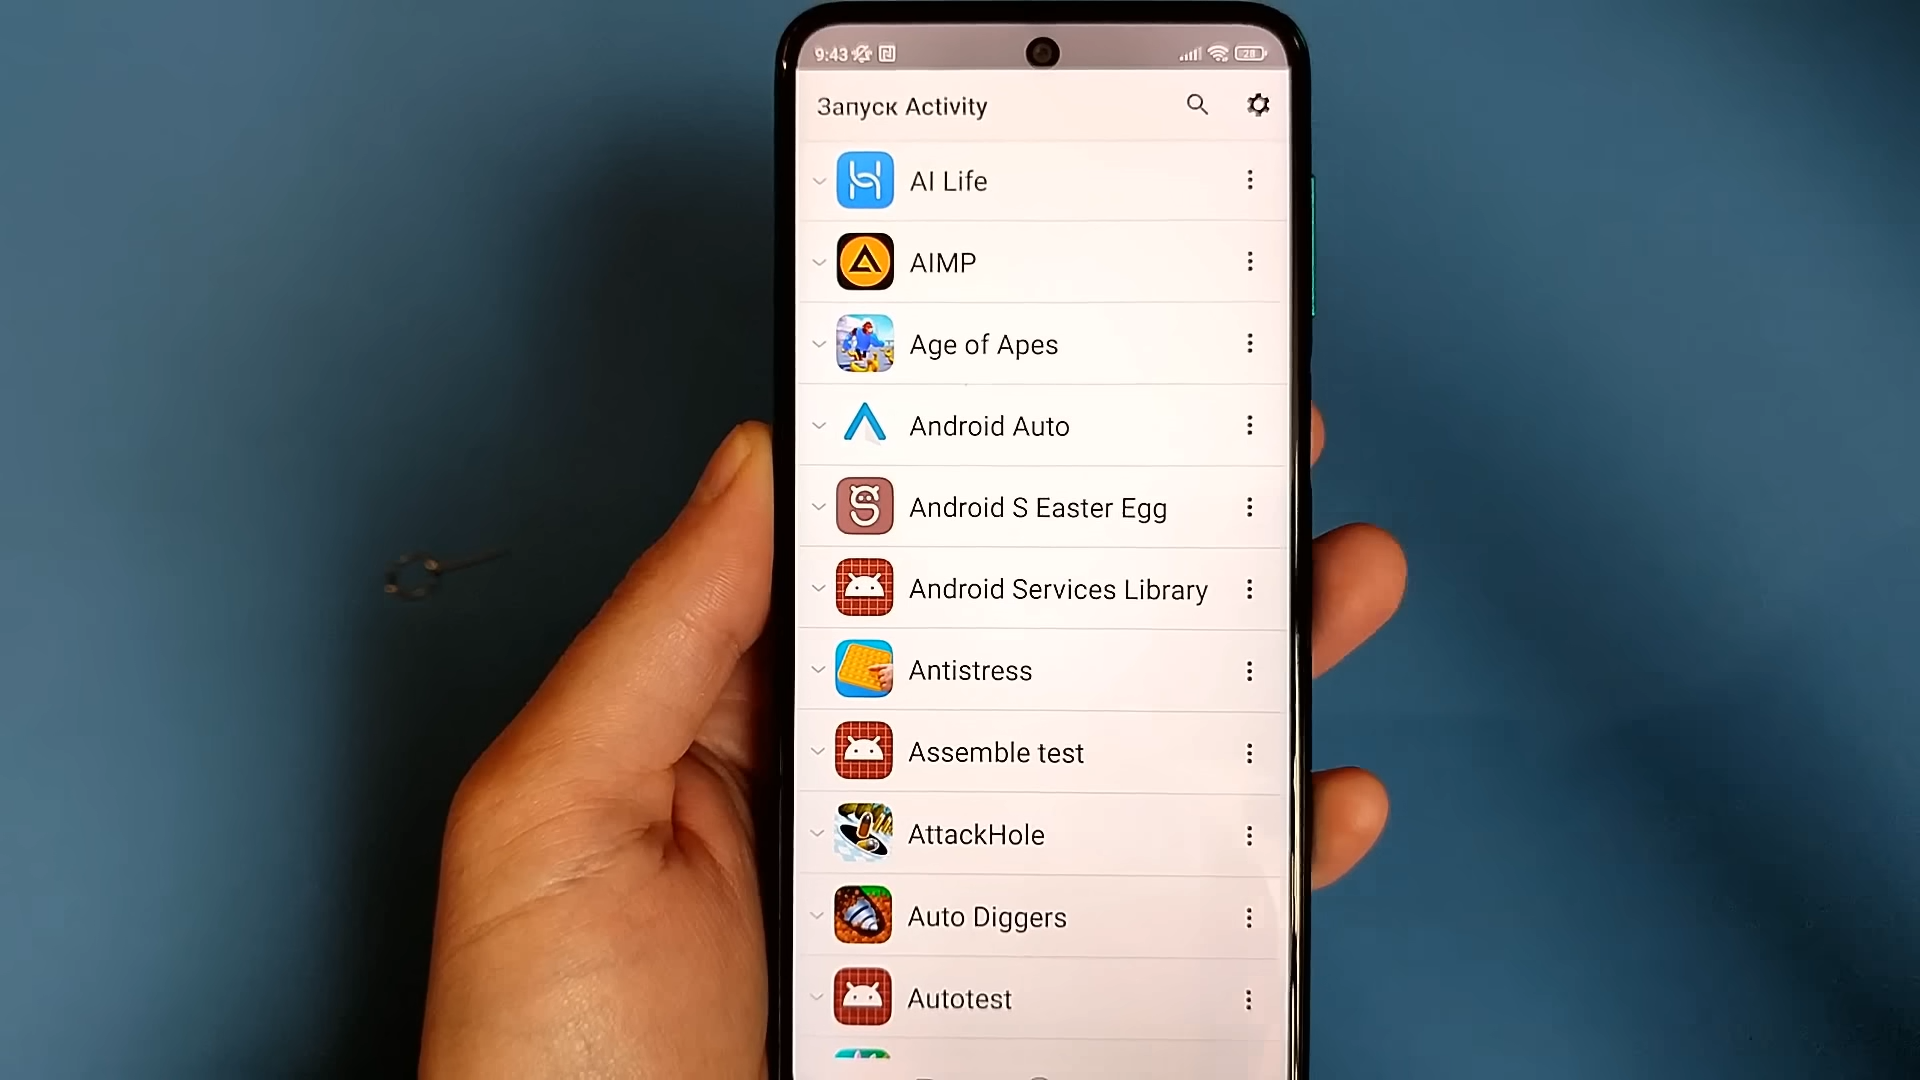 9:43
28
Запуск Activity
AI Life
AIMP
Age of Apes
Android Auto
Android S Easter Egg
Android Services Library
Antistress
Assemble test
AttackHole
Auto Diggers
Autotest